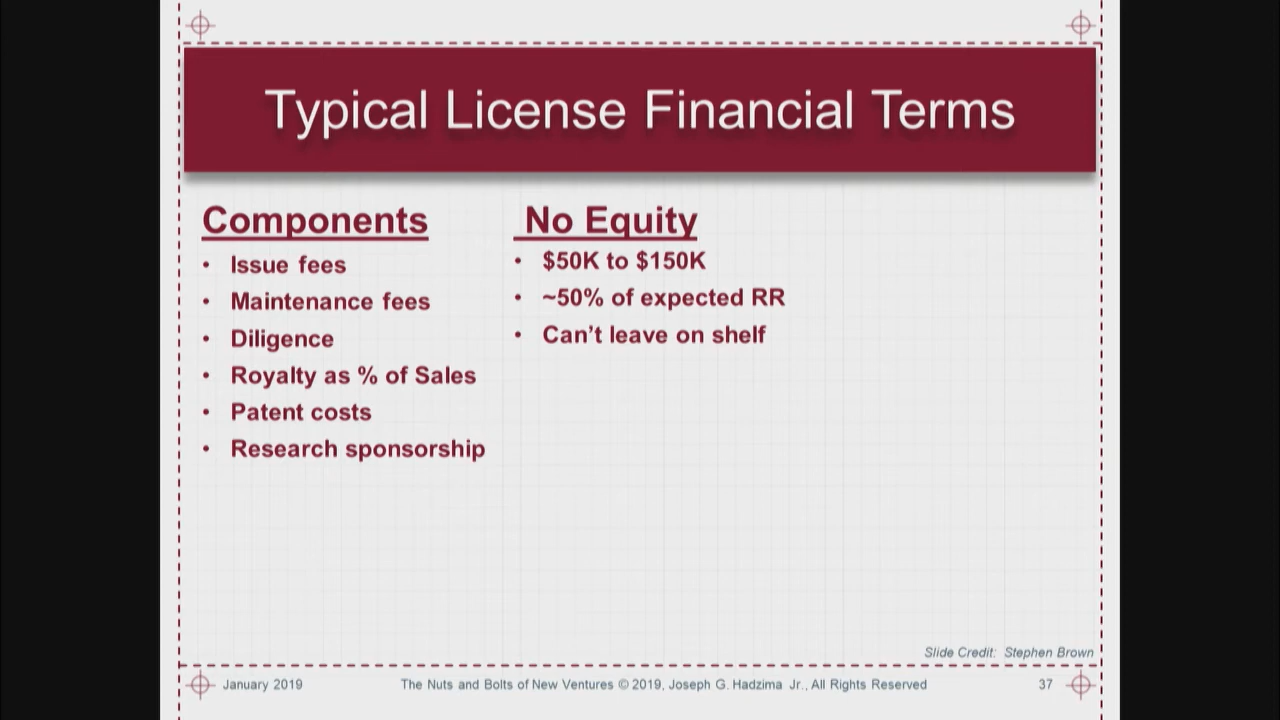 Typical License Financial Terms
Components
• Issue fees
• Maintenance fees
• Diligence
• Royalty as % of Sales
• Patent costs
• Research sponsorship
No Equity
• $50K to $150K
• ~50% of expected RR
• Can’t leave on shelf
Slide Credit: Stephen Brown
January 2019
The Nuts and Bolts of New Ventures © 2019, Joseph G. Hadzima Jr., All Rights Reserved
37